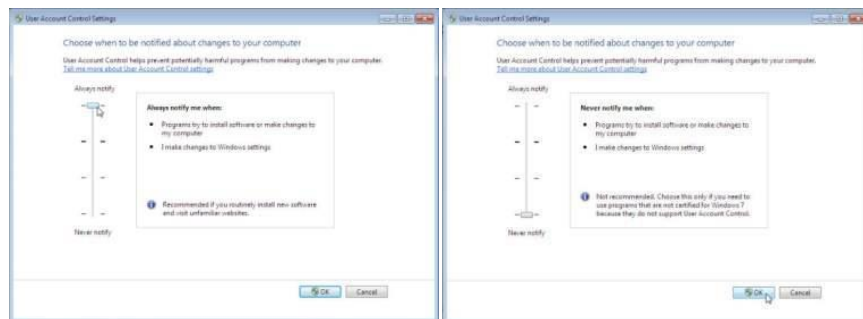 User Account Control Settings
Choose when to be notified about changes to your computer
User Account Control helps prevent potentially harmful programs from making changes to your computer.
Tell me more about User Account Control settings
Always notify
Always notify me when:
Programs try to install software or make changes to
my computer
I make changes to Windows settings
Recommended if you routinely install new software
and visit unfamiliar websites.
Never notify
OK
Cancel
User Account Control Settings
Choose when to be notified about changes to your computer
User Account Control helps prevent potentially harmful programs from making changes to your computer.
Tell me more about User Account Control settings
Always notify
Never notify me when:
Programs try to install software or make changes to
my computer
I make changes to Windows settings
Not recommended. Choose this only if you need to
use programs that are not certified for Windows 7
because they do not support User Account Control.
Never notify
OK
Cancel